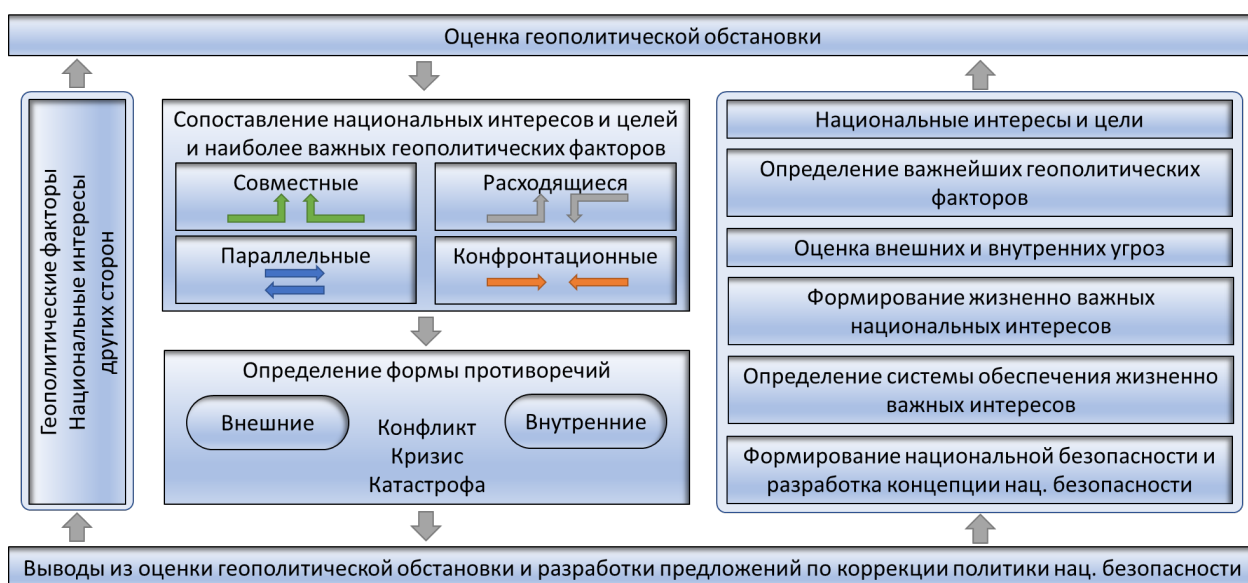 Оценка геополитической обстановки
Геополитические факторы
Национальные интересы
других сторон
Сопоставление национальных интересов и целей
и наиболее важных геополитических факторов
Совместные
Расходящиеся
Параллельные
Конфронтационные
Определение формы противоречий
Внешние
Внутренние
Конфликт
Кризис
Катастрофа
Национальные интересы и цели
Определение важнейших геополитических
факторов
Оценка внешних и внутренних угроз
Формирование жизненно важных
национальных интересов
Определение системы обеспечения жизненно
важных интересов
Формирование национальной безопасности и
разработка концепции нац. безопасности
Выводы из оценки геополитической обстановки и разработки предложений по коррекции политики нац. безопасности